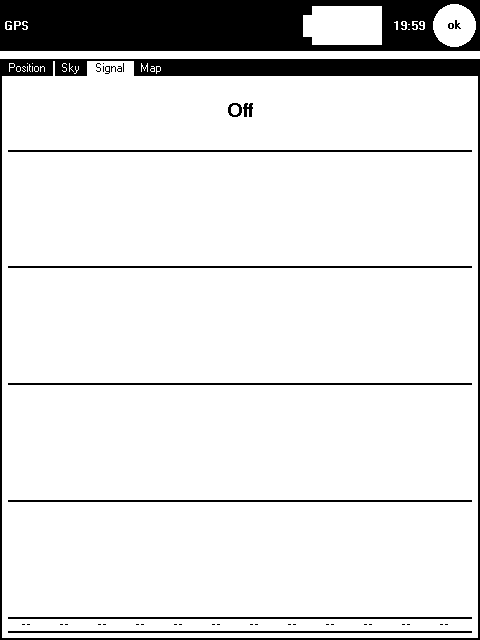 GPS 19:59 ok
Position Sky Signal Map
Off
-- -- -- -- -- -- -- -- -- -- -- --